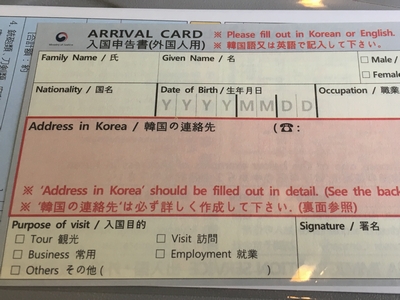 ARRIVAL CARD
入国申告書(外国人用)
※ Please fill out in Korean or English.
※ 韓国語又は英語で記入して下さい。
Family Name / 氏
Given Name / 名
□ Male /
□ Female
Nationality / 国名
Date of Birth / 生年月日
Occupation / 職業
Y Y Y Y M M D D
Address in Korea / 韓国の連絡先
(☎:
※ 'Address in Korea' should be filled out in detail. (See the back
※ '韓国の連絡先'は必ず詳しく作成して下さい. (裏面参照)
Purpose of visit / 入国目的
Signature / 署名
□ Tour 観光
□ Visit 訪問
□ Business 常用
□ Employment 就業
□ Others その他 ( )